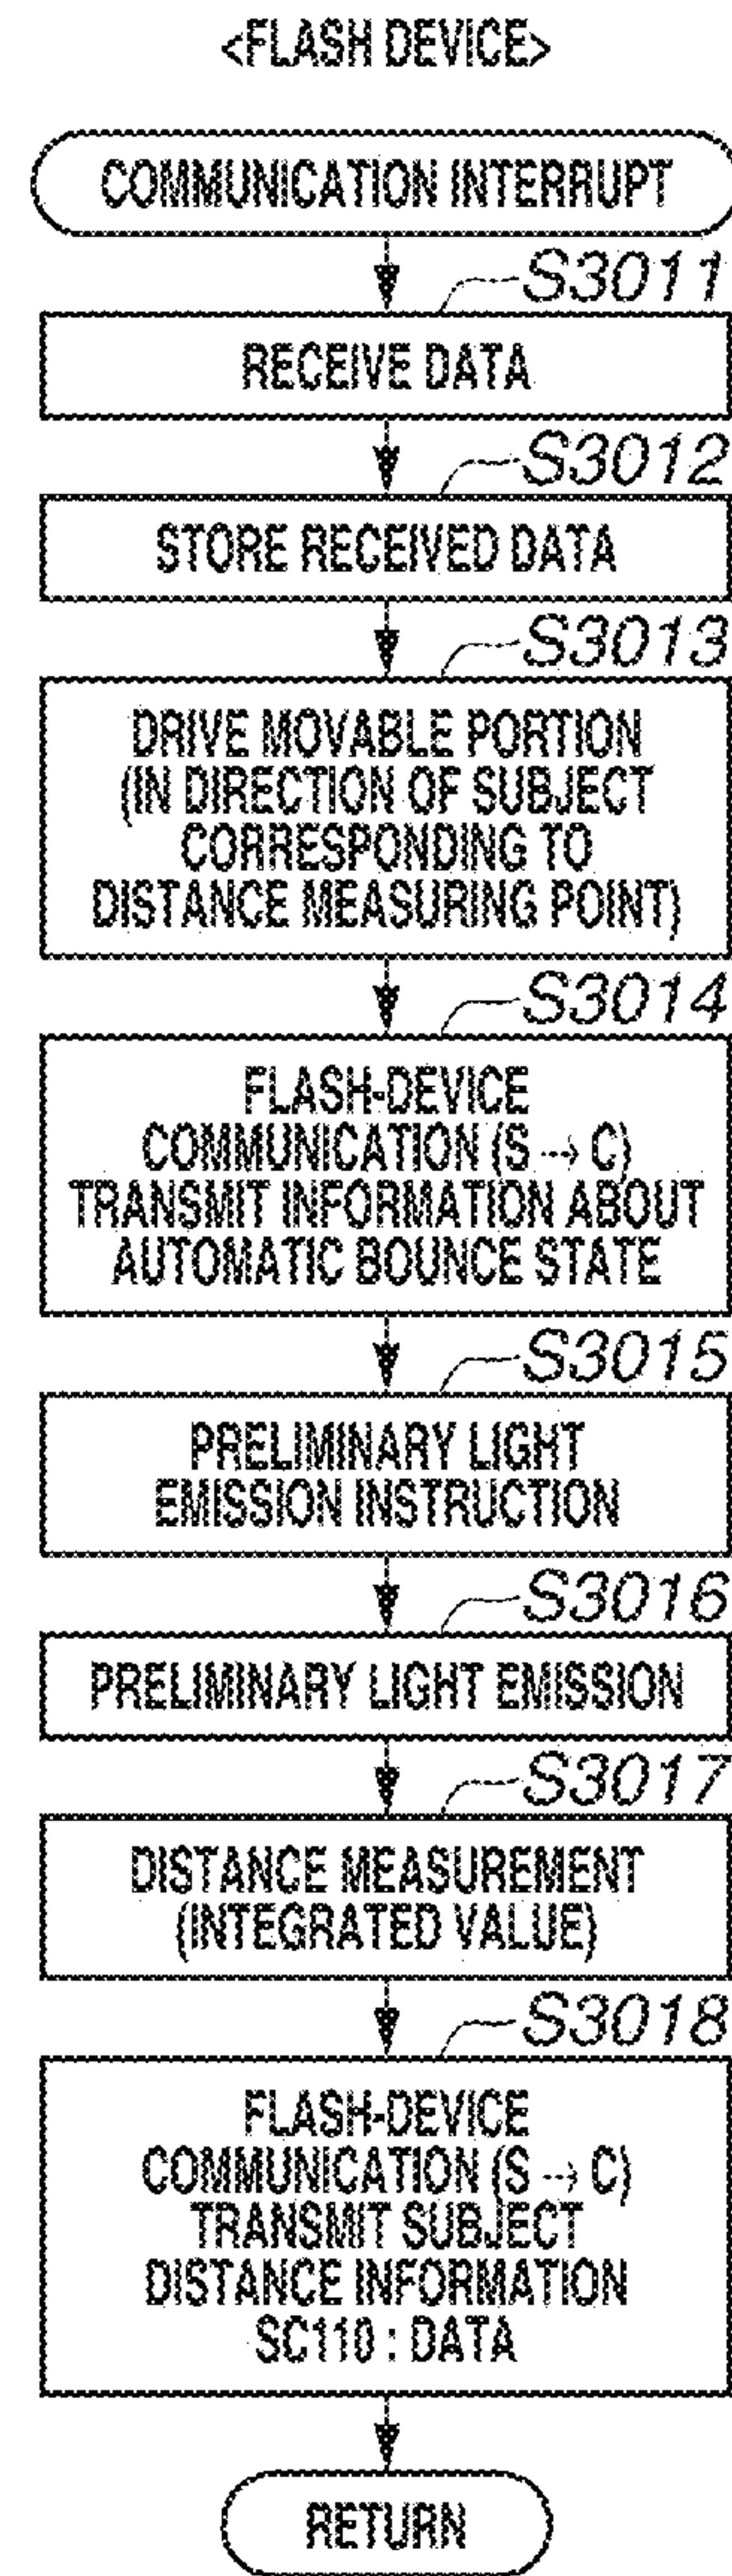 <FLASH DEVICE>
COMMUNICATION INTERRUPT
S3011
RECEIVE DATA
S3012
STORE RECEIVED DATA
S3013
DRIVE MOVABLE PORTION
(IN DIRECTION OF SUBJECT
CORRESPONDING TO
DISTANCE MEASURING POINT)
S3014
FLASH-DEVICE
COMMUNICATION (S → C)
TRANSMIT INFORMATION ABOUT
AUTOMATIC BOUNCE STATE
S3015
PRELIMINARY LIGHT
EMISSION INSTRUCTION
S3016
PRELIMINARY LIGHT EMISSION
S3017
DISTANCE MEASUREMENT
(INTEGRATED VALUE)
S3018
FLASH-DEVICE
COMMUNICATION (S → C)
TRANSMIT SUBJECT
DISTANCE INFORMATION
SC110 : DATA
RETURN